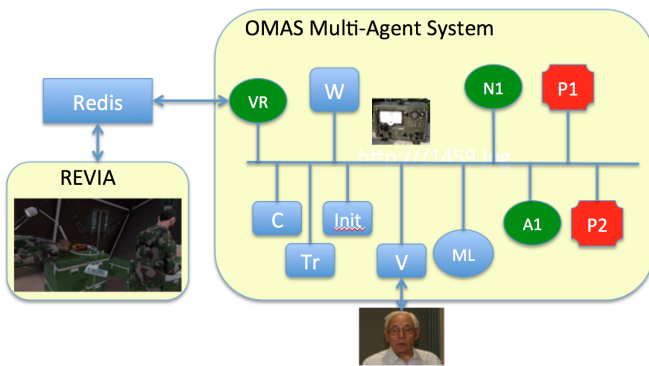 OMAS Multi-Agent System
Redis
VR
W
N1
P1
REVIA
C
Init
Tr
V
ML
A1
P2